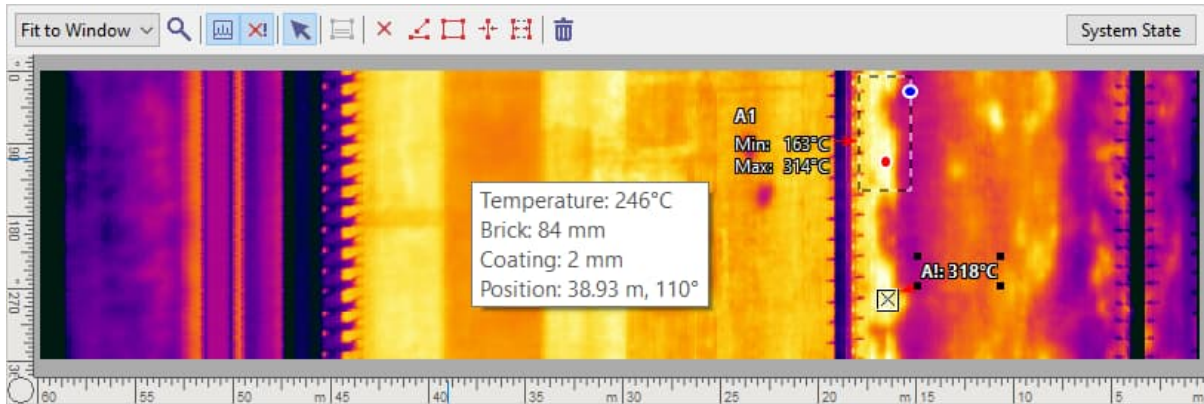 Fit to Window
System State
0
90
180
270
A1
Min: 163°C
Max: 314°C
Temperature: 246°C
Brick: 84 mm
Coating: 2 mm
Position: 38.93 m, 110°
A!: 318°C
60 55 50 m 45 40 35 m 30 25 20 m 15 10 5